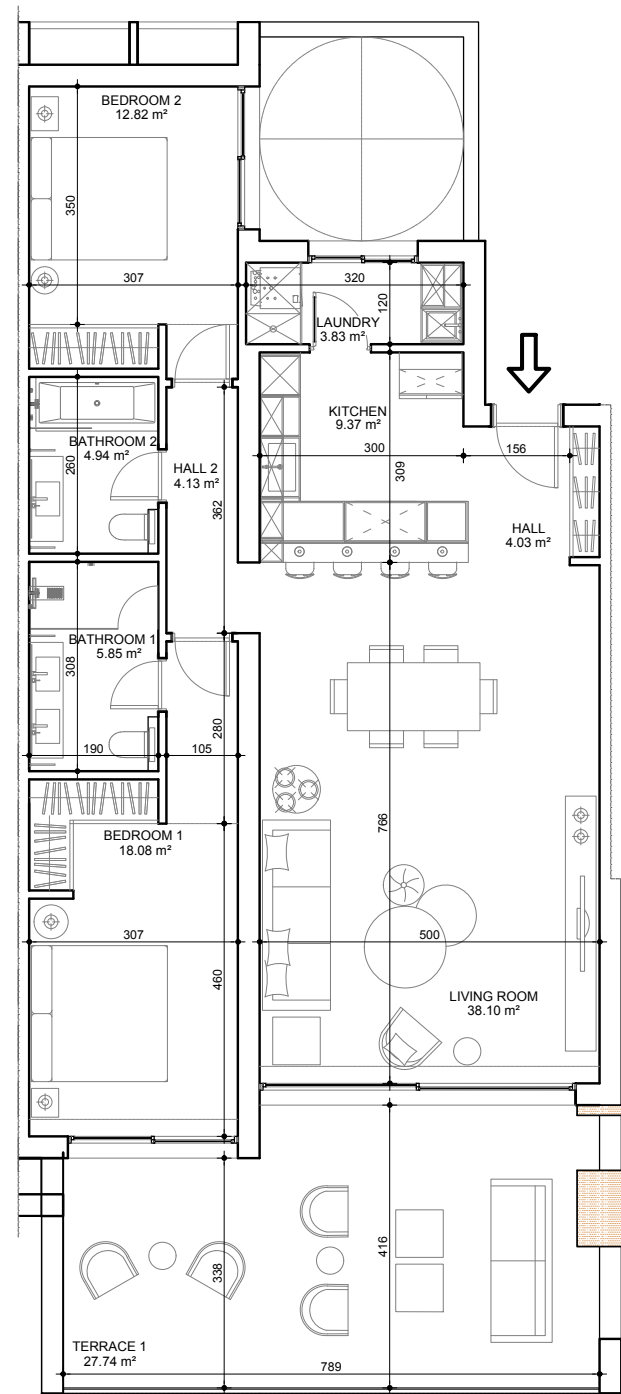 BEDROOM 2
12.82 m²
350
307
320
120
LAUNDRY
3.83 m²
KITCHEN
9.37 m²
300
156
309
BATHROOM 2
4.94 m²
260
HALL 2
4.13 m²
362
HALL
4.03 m²
BATHROOM 1
5.85 m²
308
280
190
105
766
BEDROOM 1
18.08 m²
307
500
460
LIVING ROOM
38.10 m²
416
338
TERRACE 1
27.74 m²
789